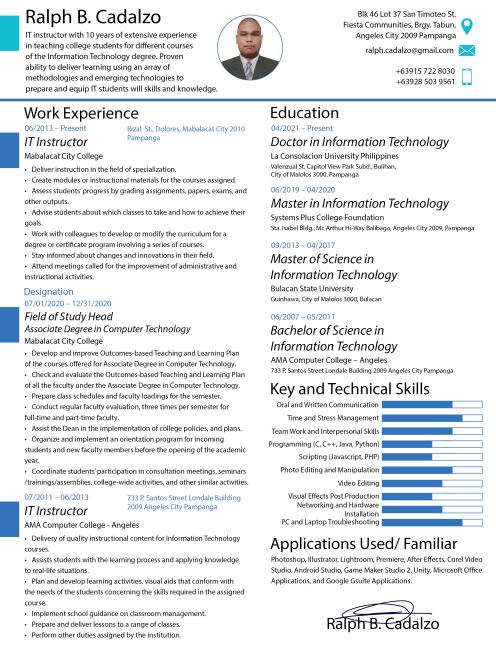 Ralph B. Cadalzo
IT instructor with 10 years of extensive experience
in teaching college students for different courses
of the Information Technology degree. Proven
ability to deliver learning using an array of
methodologies and emerging technologies to
prepare and equip IT students will skills and knowledge.
Blk 46 Lot 37 San Timoteo St.
Fiesta Communities, Brgy. Tabun,
Angeles City 2009 Pampanga
ralph.cadalzo@gmail.com
+63915 722 8030
+63928 503 9561
Work Experience
06/2013 – Present
Rizal St., Dolores, Mabalacat City 2010
Pampanga
IT Instructor
Mabalacat City College
• Deliver instruction in the field of specialization.
• Create modules or instructional materials for the courses assigned.
• Assess students' progress by grading assignments, papers, exams, and
other outputs.
• Advise students about which classes to take and how to achieve their
goals.
• Work with colleagues to develop or modify the curriculum for a
degree or certificate program involving a series of courses.
• Stay informed about changes and innovations in their field.
• Attend meetings called for the improvement of administrative and
instructional activities.
Designation
07/01/2020 – 12/31/2020
Field of Study Head
Associate Degree in Computer Technology
Mabalacat City College
• Develop and improve Outcomes-based Teaching and Learning Plan
of the courses offered for Associate Degree in Computer Technology.
• Check and evaluate the Outcomes-based Teaching and Learning Plan
of all the faculty under the Associate Degree in Computer Technology.
• Prepare class schedules and faculty loadings for the semester.
• Conduct regular faculty evaluation, three times per semester for
full-time and part-time faculty.
• Assist the Dean in the implementation of college policies, and plans.
• Organize and implement an orientation program for incoming
students and new faculty members before the opening of the academic
year.
• Coordinate students' participation in consultation meetings, seminars
/trainings/assemblies, college-wide activities, and other similar activities.
07/2011 – 06/2013
733 P. Santos Street Londale Building
2009 Angeles City Pampanga
IT Instructor
AMA Computer College - Angeles
• Delivery of quality instructional content for Information Technology
courses.
• Assists students with the learning process and applying knowledge
to real-life situations.
• Plan and develop learning activities, visual aids that conform with
the needs of the students concerning the skills required in the assigned
course.
• Implement school guidance on classroom management.
• Prepare and deliver lessons to a range of classes.
• Perform other duties assigned by the institution.
Education
04/2021 – Present
Doctor in Information Technology
La Consolacion University Philippines
Valenzual St. Capitol View Park Subd., Bulihan,
City of Malolos 3000, Pampanga
06/2019 – 04/2020
Master in Information Technology
Systems Plus College Foundation
Sta. Isabel Bldg., Mc Arthur Hi-Way Balibago, Angeles City 2009, Pampanga
09/2013 – 04/2017
Master of Science in
Information Technology
Bulacan State University
Guinhawa, City of Malolos 3000, Bulacan
06/2007 – 05/2011
Bachelor of Science in
Information Technology
AMA Computer College – Angeles
733 P. Santos Street Londale Building 2009 Angeles City Pampanga
Key and Technical Skills
Oral and Written Communication
Time and Stress Management
Team Work and Interpersonal Skills
Programming (C, C++, Java, Python)
Scripting (Javascript, PHP)
Photo Editing and Manipulation
Video Editing
Visual Effects Post Production
Networking and Hardware
Installation
PC and Laptop Troubleshooting
Applications Used/ Familiar
Photoshop, Illustrator, Lightroom, Premiere, After Effects, Corel Video
Studio, Android Studio, Game Maker Studio 2, Unity, Microsoft Office
Applications, and Google Gsuite Applications.
Ralph B. Cadalzo